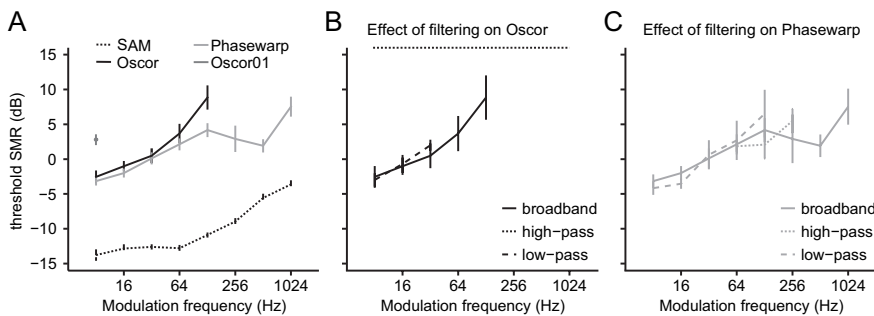 A
B
C
SAM
Phasewarp
Oscor
Oscor01
Effect of filtering on Oscor
Effect of filtering on Phasewarp
threshold SMR (dB)
15
10
5
0
−5
−10
−15
16
64
256
1024
Modulation frequency (Hz)
broadband
high-pass
low-pass
16
64
256
1024
Modulation frequency (Hz)
broadband
high-pass
low-pass
16
64
256
1024
Modulation frequency (Hz)